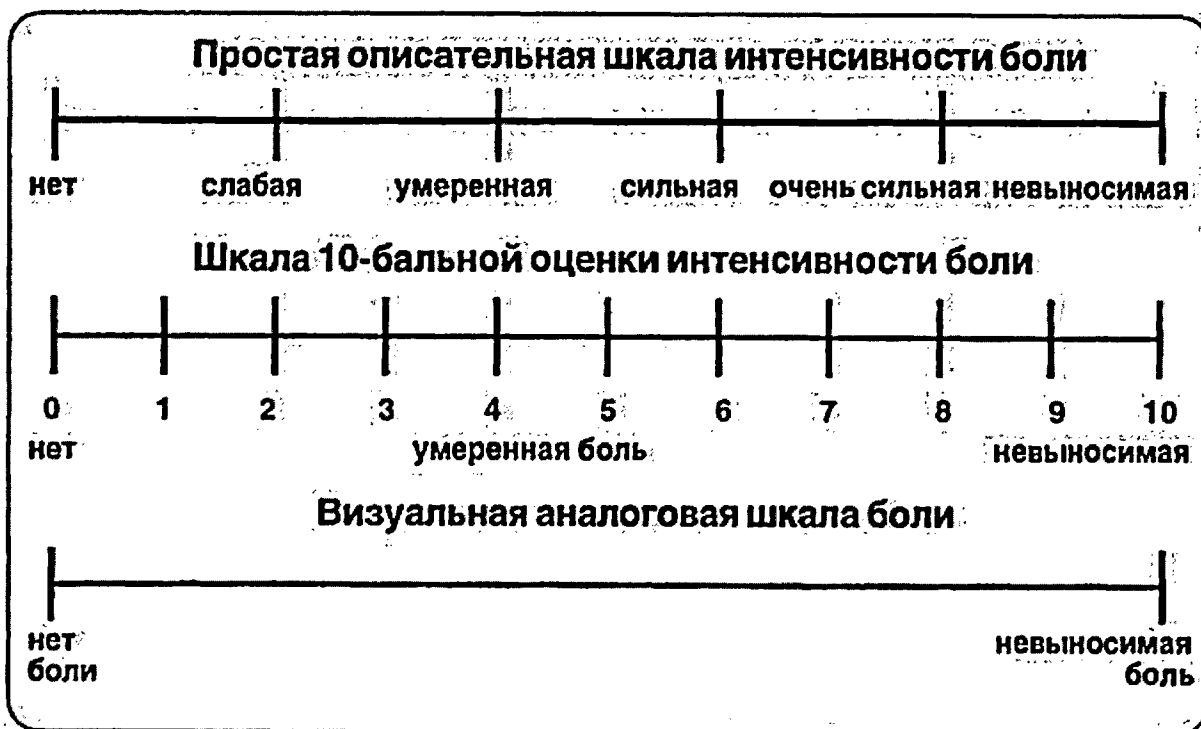 Простая описательная шкала интенсивности боли
нет слабая умеренная сильная очень сильная невыносимая
Шкала 10-бальной оценки интенсивности боли
0 1 2 3 4 5 6 7 8 9 10
нет умеренная боль невыносимая
Визуальная аналоговая шкала боли
нет невыносимая
боли боль